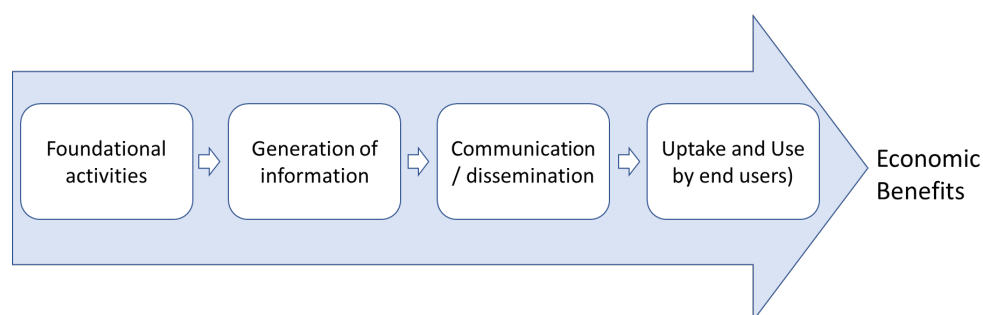 Foundational
activities
Generation of
information
Communication
/ dissemination
Uptake and Use
by end users)
Economic
Benefits